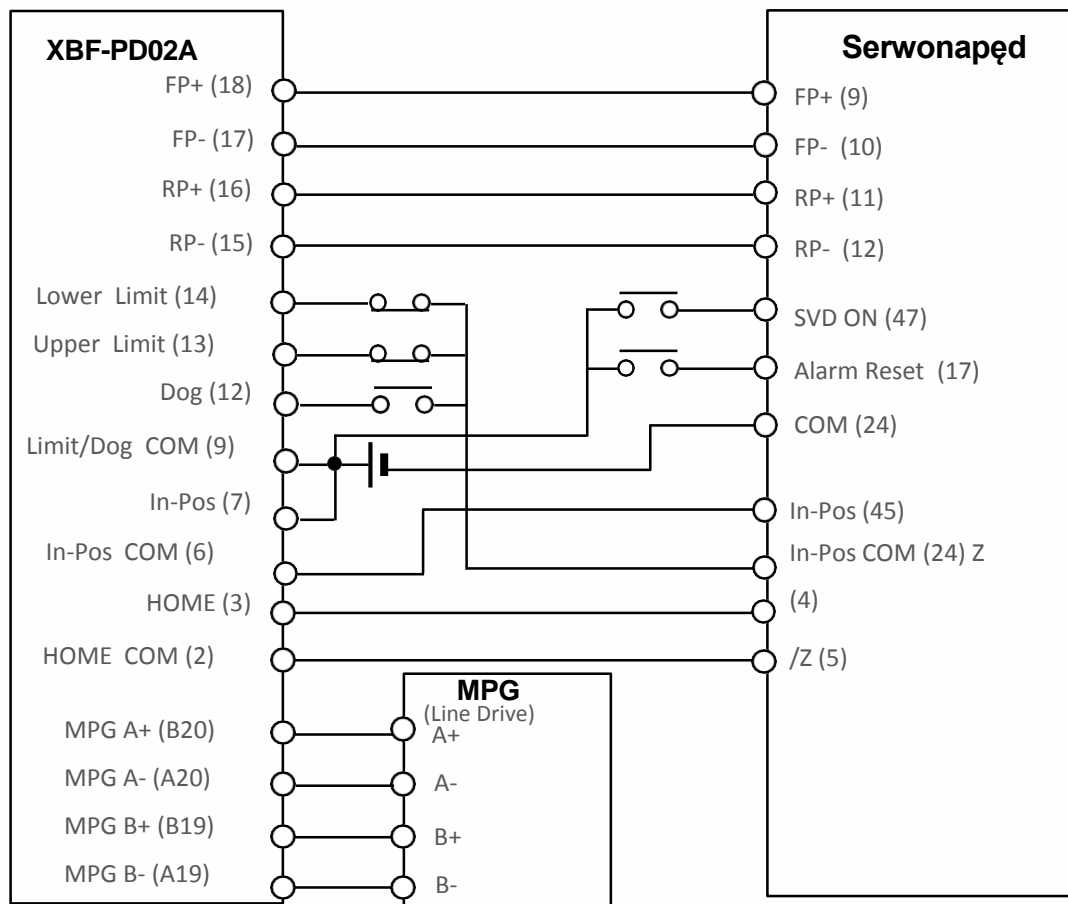 XBF-PD02A
Serwonapęd
FP+ (18)
FP+ (9)
FP- (17)
FP- (10)
RP+ (16)
RP+ (11)
RP- (15)
RP- (12)
Lower Limit (14)
SVD ON (47)
Upper Limit (13)
Alarm Reset (17)
Dog (12)
COM (24)
Limit/Dog COM (9)
In-Pos (7)
In-Pos (45)
In-Pos COM (6)
In-Pos COM (24) Z
HOME (3)
(4)
HOME COM (2)
/Z (5)
MPG
(Line Drive)
MPG A+ (B20)
A+
MPG A- (A20)
A-
MPG B+ (B19)
B+
MPG B- (A19)
B-